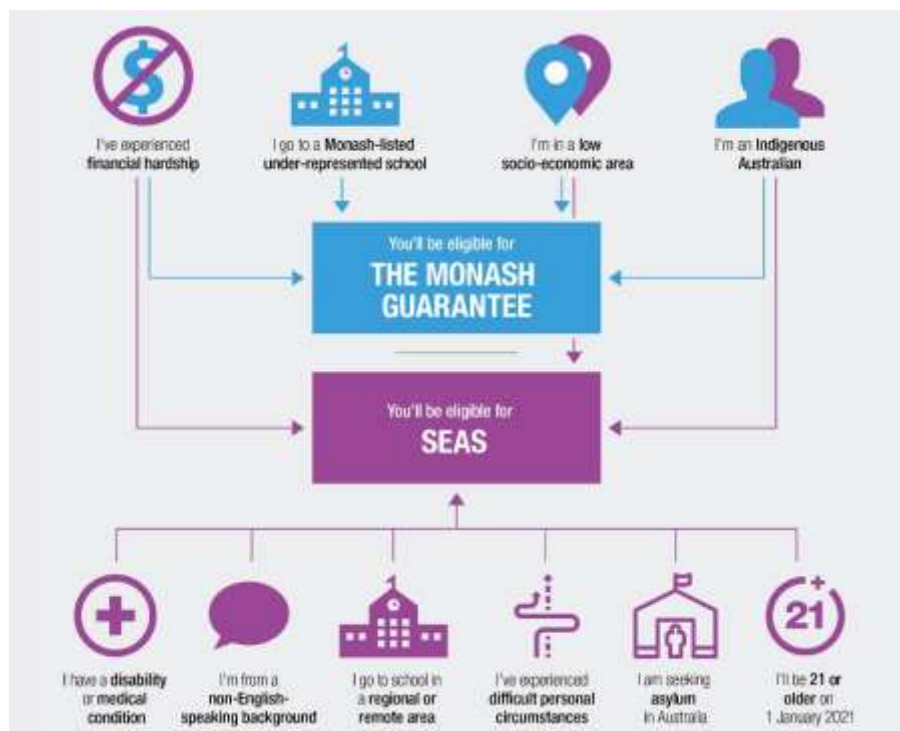 I've experienced
financial hardship
I go to a Monash-listed
under-represented school
I'm in a low
socio-economic area
I'm an Indigenous
Australian
You'll be eligible for
THE MONASH
GUARANTEE
You'll be eligible for
SEAS
I have a disability
or medical
condition
I'm from a
non-English-
speaking background
I go to school in
a regional or
remote area
I've experienced
difficult personal
circumstances
I am seeking
asylum
in Australia
21+
I'll be 21 or
older on
1 January 2021